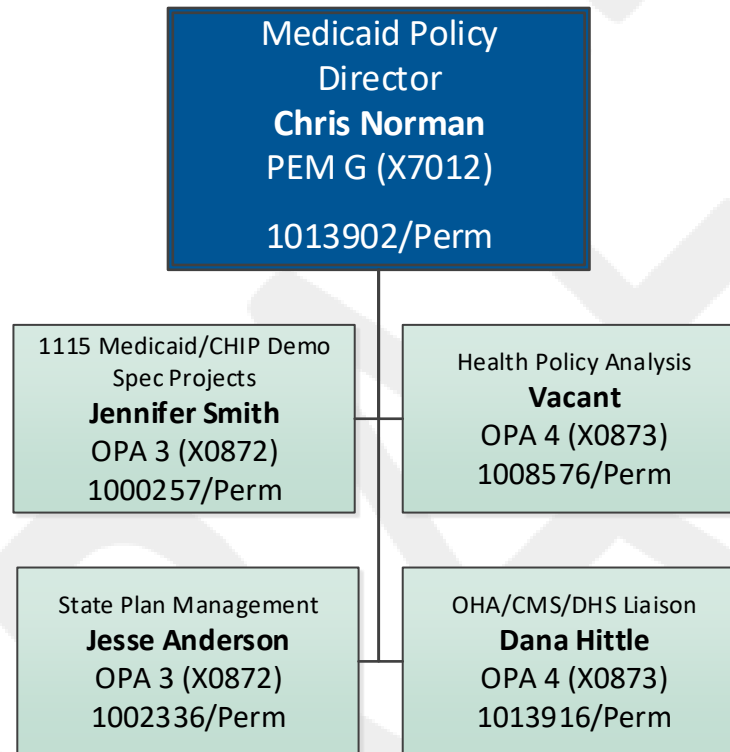 Medicaid Policy
Director
Chris Norman
PEM G (X7012)
1013902/Perm
1115 Medicaid/CHIP Demo
Spec Projects
Jennifer Smith
OPA 3 (X0872)
1000257/Perm
Health Policy Analysis
Vacant
OPA 4 (X0873)
1008576/Perm
State Plan Management
Jesse Anderson
OPA 3 (X0872)
1002336/Perm
OHA/CMS/DHS Liaison
Dana Hittle
OPA 4 (X0873)
1013916/Perm